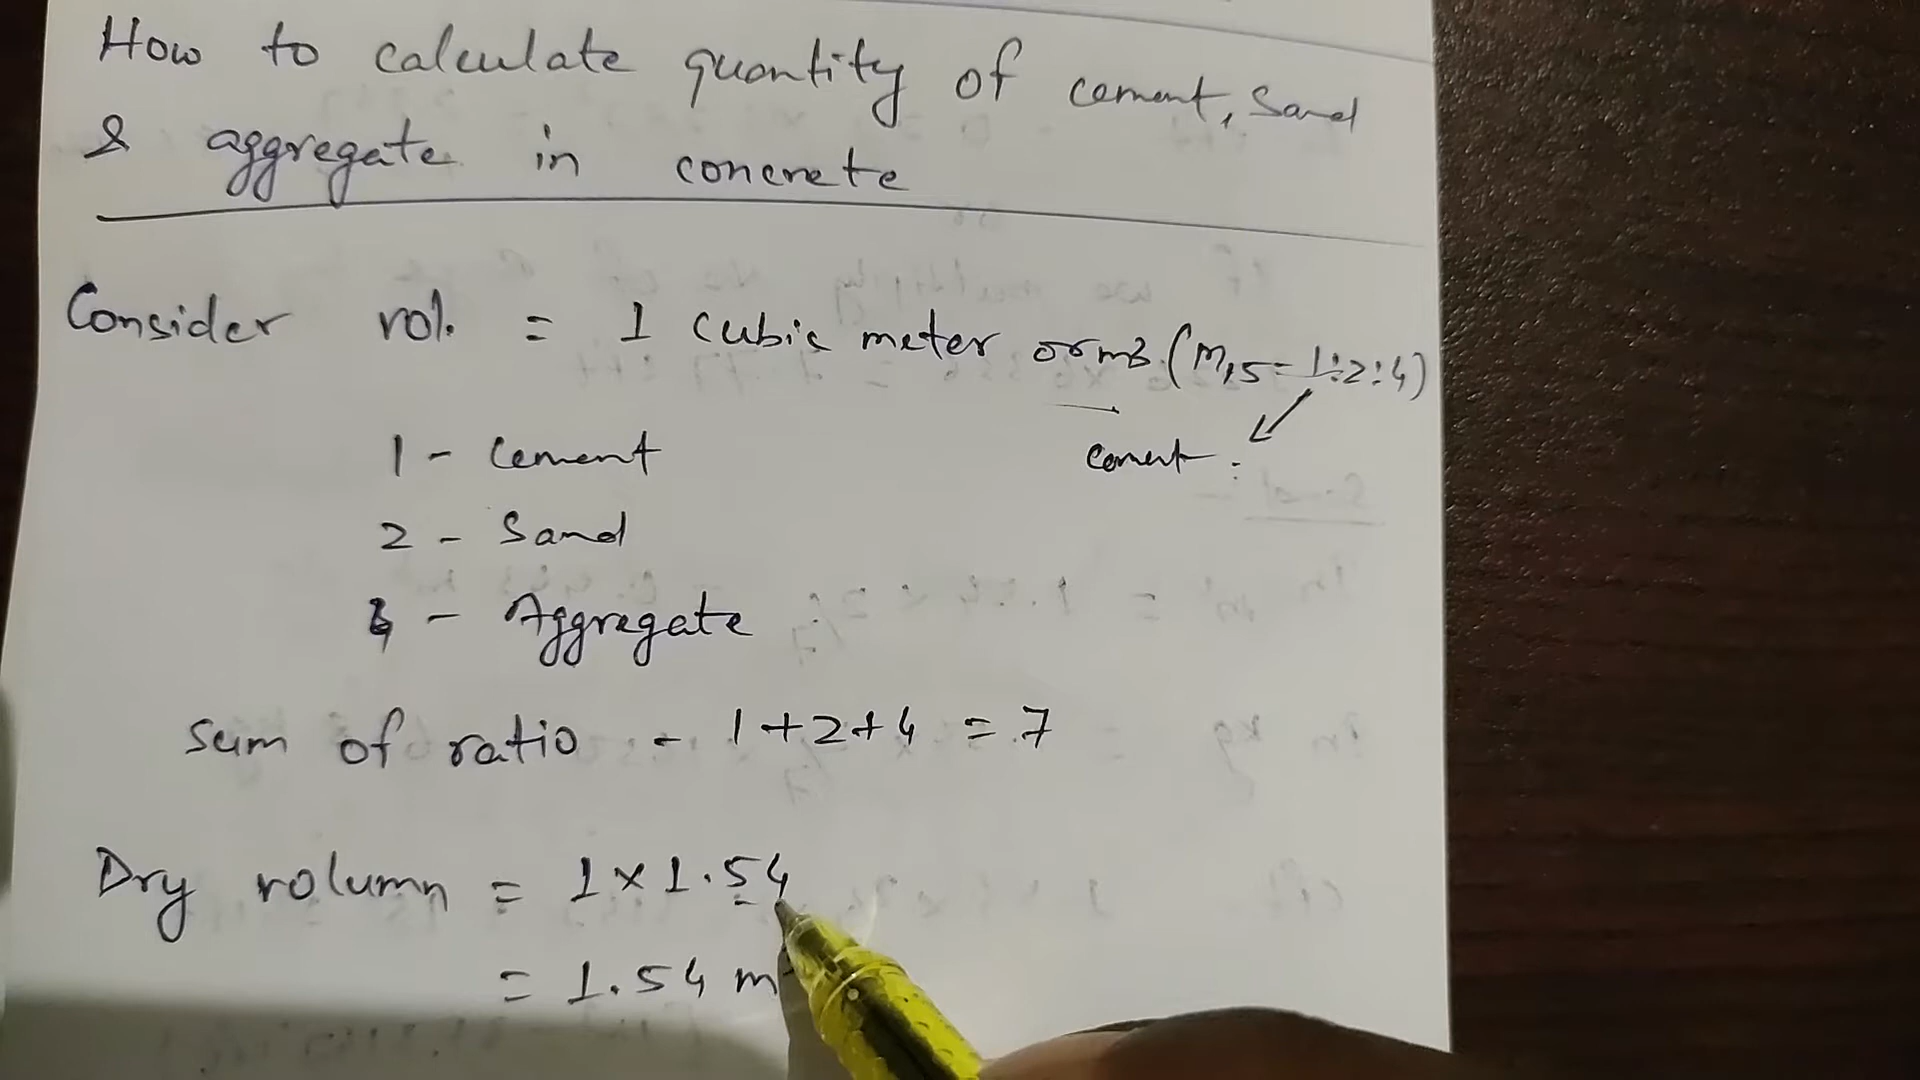 How to calculate quantity of cement, Sand
& aggregate in concrete
Consider vol. = 1 cubic meter or m3 (M15 = 1:2:4)
1 - Cement
cement :
2 - Sand
4 - Aggregate
Sum of ratio - 1+2+4 = 7
Dry volumn = 1 x 1.54
= 1.54 m